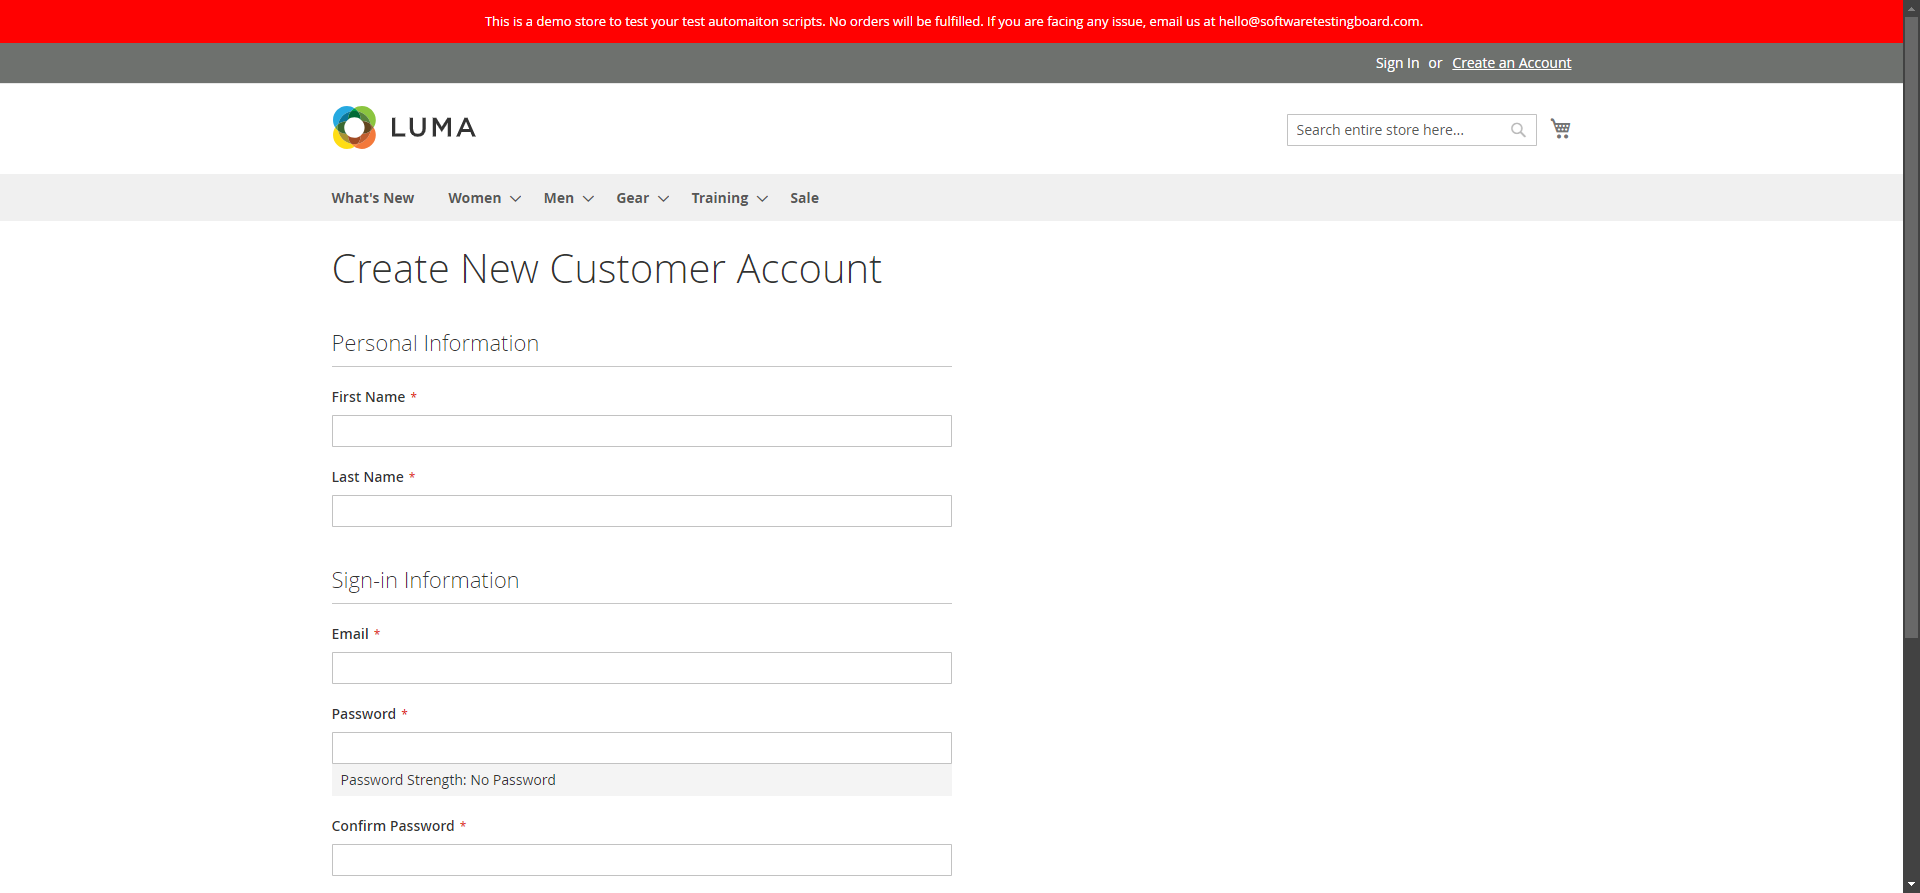 This is a demo store to test your test automaiton scripts. No orders will be fulfilled. If you are facing any issue, email us at hello@softwaretestingboard.com.
Sign In or Create an Account
LUMA
Search entire store here...
What's New Women Men Gear Training Sale
Create New Customer Account
Personal Information
First Name *
Last Name *
Sign-in Information
Email *
Password *
Password Strength: No Password
Confirm Password *